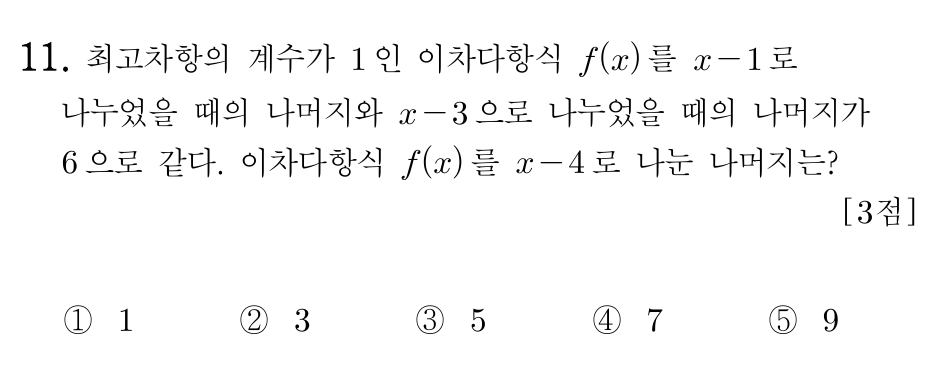 11. 최고차항의 계수가 1인 이차다항식 f(x)를 x-1로
나누었을 때의 나머지와 x-3으로 나누었을 때의 나머지가
6으로 같다. 이차다항식 f(x)를 x-4로 나눈 나머지는?
[3점]
① 1 ② 3 ③ 5 ④ 7 ⑤ 9